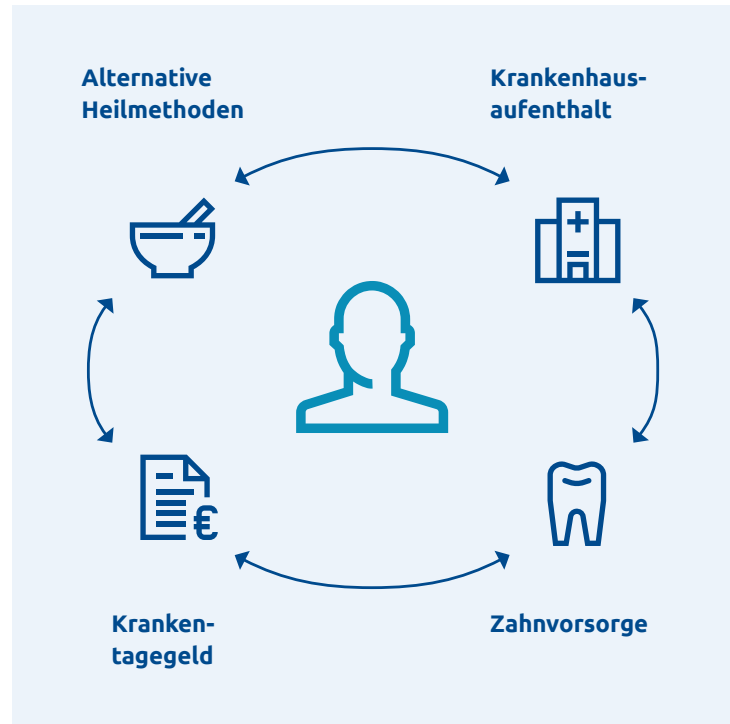 Alternative
Heilmethoden
Krankenhaus-
aufenthalt
Kranken-
tagegeld
Zahnvorsorge